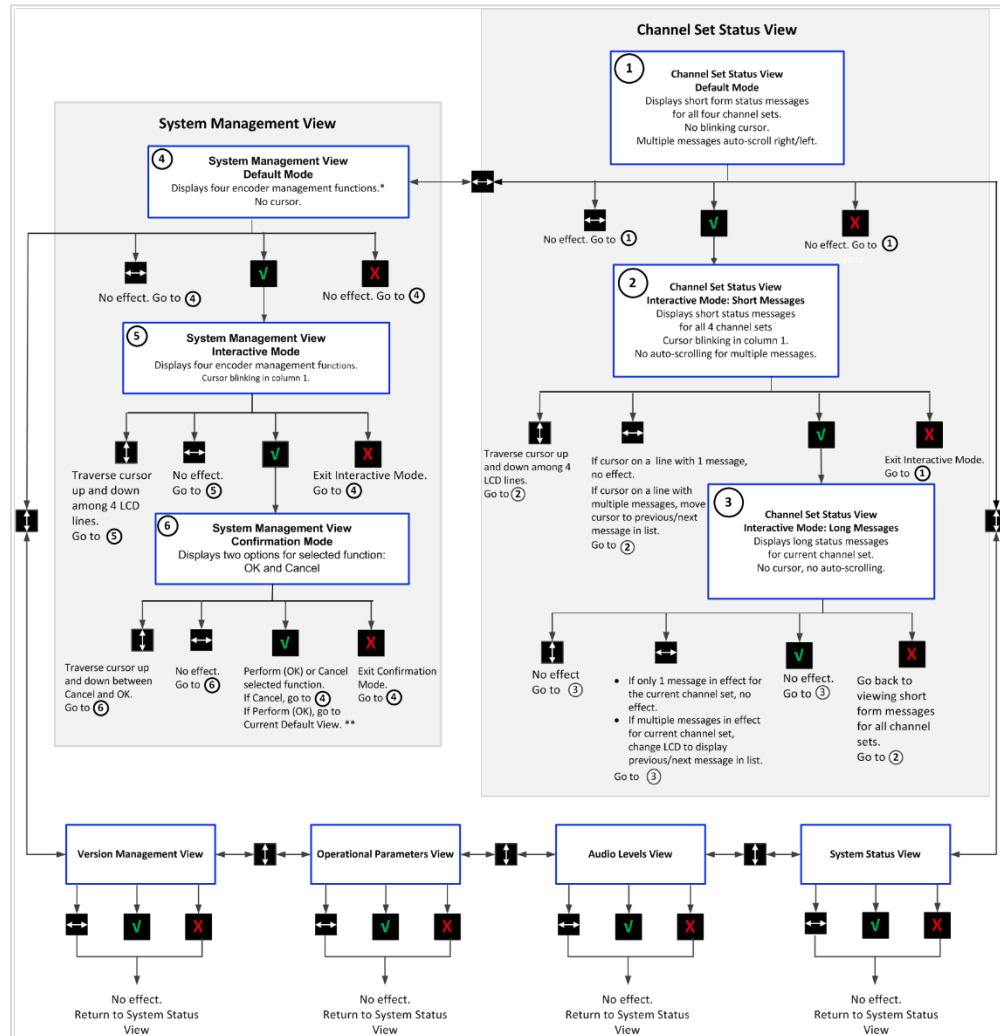 Channel Set Status View
1
Channel Set Status View
Default Mode
Displays short form status messages
for all four channel sets.
No blinking cursor.
Multiple messages auto-scroll right/left.
No effect. Go to 1
√
X
No effect. Go to 1
2
Channel Set Status View
Interactive Mode: Short Messages
Displays short status messages
for all 4 channel sets
Cursor blinking in column 1.
No auto-scrolling for multiple messages.
Traverse cursor up
and down among 4
LCD lines.
Go to 2
If cursor on a line with 1 message,
no effect.
If cursor on a line with
multiple messages, move
cursor to previous/next
message in list.
Go to 2
√
X
Exit Interactive Mode.
Go to 1
3
Channel Set Status View
Interactive Mode: Long Messages
Displays long status messages
for current channel set.
No cursor, no auto-scrolling.
No effect
Go to 3
• If only 1 message in effect for
the current channel set, no
effect.
• If multiple messages in effect
for current channel set,
change LCD to display
previous/next message in list.
Go to 3
√
No effect.
Go to 3
X
Go back to
viewing short
form messages
for all channel
sets.
Go to 2
System Management View
4
System Management View
Default Mode
Displays four encoder management functions.*
No cursor.
No effect. Go to 4
√
X
No effect. Go to 4
5
System Management View
Interactive Mode
Displays four encoder management functions.
Cursor blinking in column 1.
Traverse cursor
up and down
among 4 LCD
lines.
Go to 5
No effect.
Go to 5
√
X
Exit Interactive Mode.
Go to 4
6
System Management View
Confirmation Mode
Displays two options for selected function:
OK and Cancel
Traverse cursor up
and down between
Cancel and OK.
Go to 6
No effect.
Go to 6
√
Perform (OK) or Cancel
selected function.
If Cancel, go to 4
If Perform (OK), go to
Current Default View. **
X
Exit Confirmation
Mode.
Go to 4
Version Management View
√
X
No effect.
Return to System Status
View
Operational Parameters View
√
X
No effect.
Return to System Status
View
Audio Levels View
√
X
No effect.
Return to System Status
View
System Status View
√
X
No effect.
Return to System Status
View